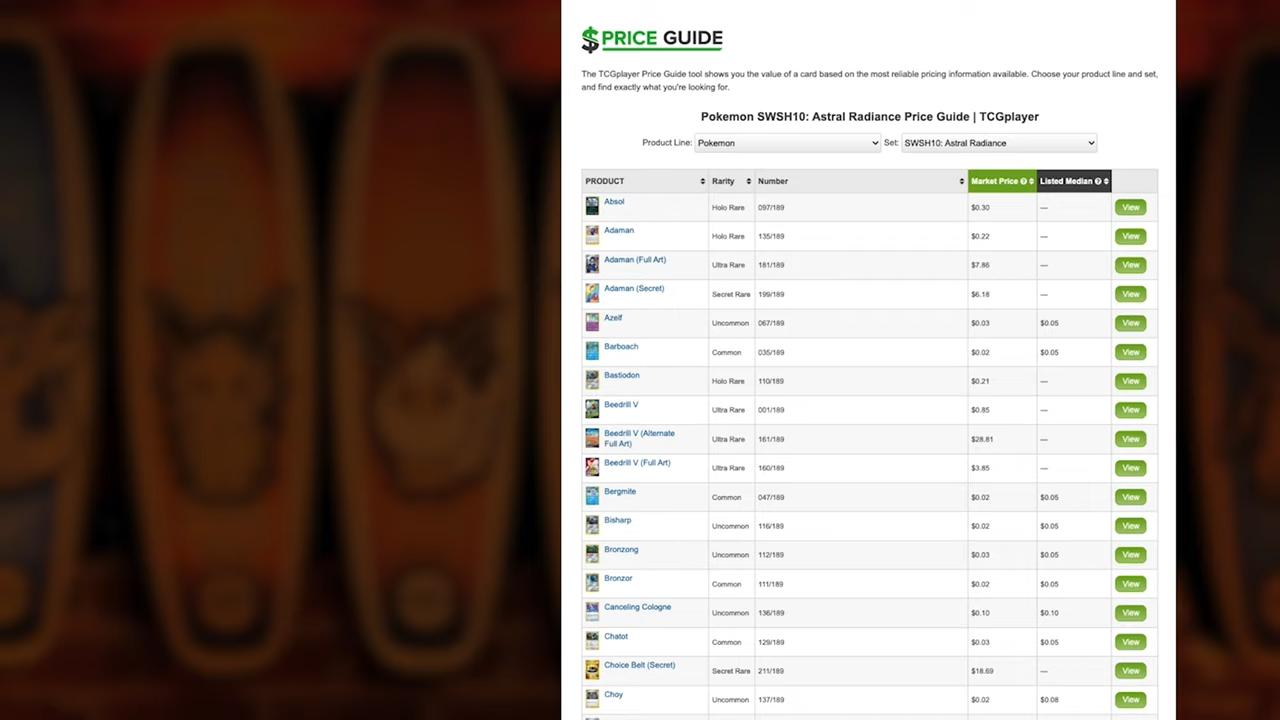 $PRICE GUIDE
The TCGplayer Price Guide tool shows you the value of a card based on the most reliable pricing information available. Choose your product line and set,
and find exactly what you're looking for.
Pokemon SWSH10: Astral Radiance Price Guide | TCGplayer
Product Line: Pokemon Set: SWSH10: Astral Radiance
PRODUCT Rarity Number Market Price Listed Median
Absol Holo Rare 097/189 $0.30 — View
Adaman Holo Rare 135/189 $0.22 — View
Adaman (Full Art) Ultra Rare 181/189 $7.86 — View
Adaman (Secret) Secret Rare 199/189 $6.18 — View
Azelf Uncommon 067/189 $0.03 $0.05 View
Barboach Common 035/189 $0.02 $0.05 View
Bastiodon Holo Rare 110/189 $0.21 — View
Beedrill V Ultra Rare 001/189 $0.85 — View
Beedrill V (Alternate
Full Art) Ultra Rare 161/189 $28.81 — View
Beedrill V (Full Art) Ultra Rare 160/189 $3.85 — View
Bergmite Common 047/189 $0.02 $0.05 View
Bisharp Uncommon 116/189 $0.02 $0.05 View
Bronzong Uncommon 112/189 $0.03 $0.05 View
Bronzor Common 111/189 $0.02 $0.05 View
Canceling Cologne Uncommon 136/189 $0.10 $0.10 View
Chatot Common 129/189 $0.03 $0.05 View
Choice Belt (Secret) Secret Rare 211/189 $18.69 — View
Choy Uncommon 137/189 $0.02 $0.08 View